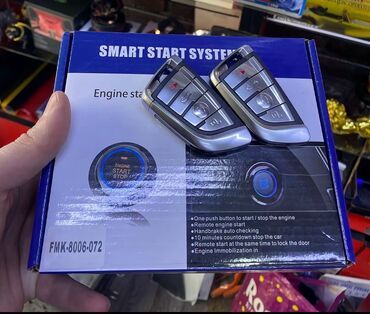 SMART START SYSTEM
Engine sta
ENGINE
START
STOP
•One push button to start / stop the engine
•Remote engine start
•Handbrake auto checking
•10 minutes countdown stop the car
•Remote start at the same time to lock the door
•Engine Immobilization in
FMK-8006-072